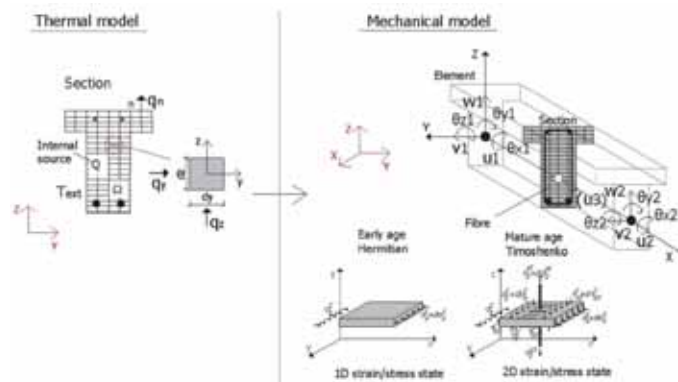 Thermal model
Mechanical model
Section
n qn
Internal
source
Q
Text
Ω
qy
z
y
dy
qz
Z
Y
Z
X
Y
Element
Z
w1
θz1
θy1
Y
v1
θx1
u1
Section
Fibre
(u3)
w2
θy2
θz2
θx2
v2
u2
X
Early age
Hermitian
Mature age
Timoshenko
1D strain/stress state
2D strain/stress state